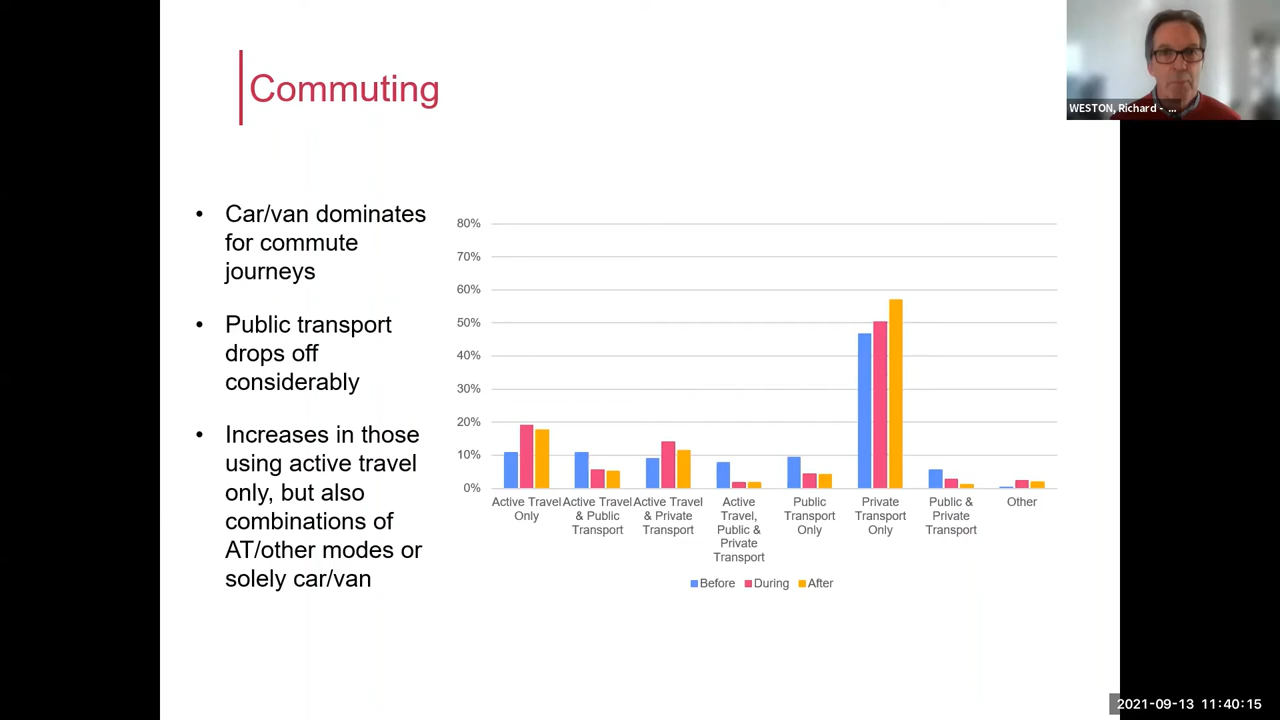 Commuting
WESTON, Richard - ...
• Car/van dominates
for commute
journeys
• Public transport
drops off
considerably
• Increases in those
using active travel
only, but also
combinations of
AT/other modes or
solely car/van
80%
70%
60%
50%
40%
30%
20%
10%
0%
Active Travel
Only
Active Travel
& Public
Transport
Active Travel
& Private
Transport
Active
Travel,
Public &
Private
Transport
Public
Transport
Only
Private
Transport
Only
Public &
Private
Transport
Other
Before During After
2021-09-13 11:40:15